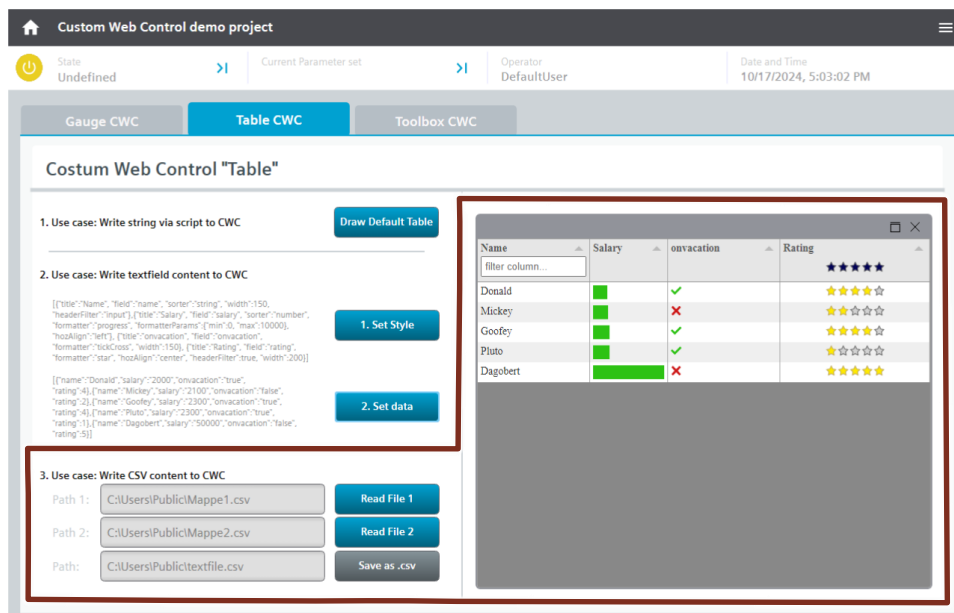 Custom Web Control demo project
State
Undefined
Current Parameter set
Operator
DefaultUser
Date and Time
10/17/2024, 5:03:02 PM
Gauge CWC
Table CWC
Toolbox CWC
Costum Web Control "Table"
1. Use case: Write string via script to CWC
Draw Default Table
2. Use case: Write textfield content to CWC
[{"title":"Name", "field":"name", "sorter":"string", "width":150,
"headerFilter":"input"},{"title":"Salary", "field":"salary", "sorter":"number",
"formatter":"progress", "formatterParams":{"min":0, "max":10000},
"hozAlign":"left"}, {"title":"onvacation", "field":"onvacation",
"formatter":"tickCross", "width":150}, {"title":"Rating", "field":"rating",
"formatter":"star", "hozAlign":"center", "headerFilter":true, "width":200}]
1. Set Style
[{"name":"Donald","salary":"2000","onvacation":"true",
"rating":4},{"name":"Mickey","salary":"2100","onvacation":"false",
"rating":2},{"name":"Goofey","salary":"2300","onvacation":"true",
"rating":4},{"name":"Pluto","salary":"2300","onvacation":"true",
"rating":1},{"name":"Dagobert","salary":"50000","onvacation":"false",
"rating":5}]
2. Set data
3. Use case: Write CSV content to CWC
Path 1:
C:\Users\Public\Mappe1.csv
Read File 1
Path 2:
C:\Users\Public\Mappe2.csv
Read File 2
Path:
C:\Users\Public\textfile.csv
Save as .csv
Name
Salary
onvacation
Rating
filter column...
Donald
Mickey
Goofey
Pluto
Dagobert